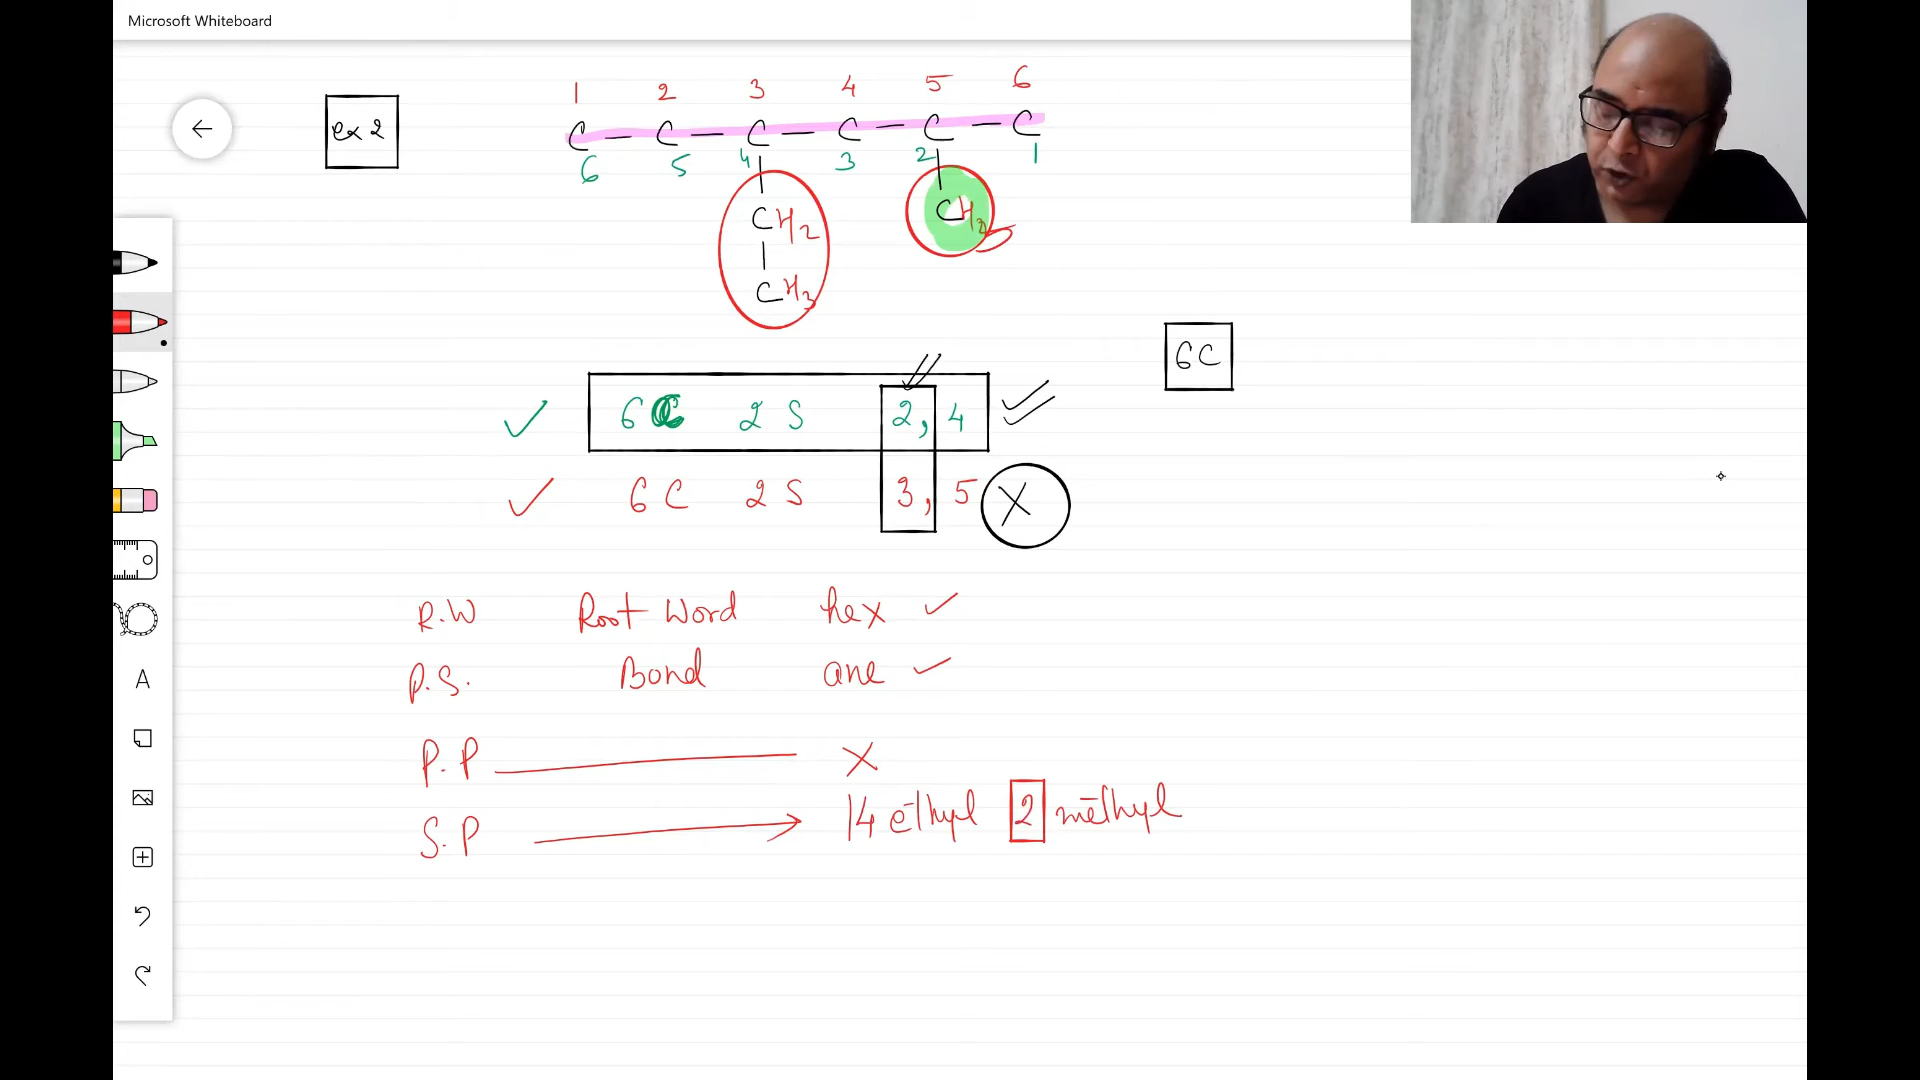 Microsoft Whiteboard
ex 2
1 2 3 4 5 6
C — C — C — C — C — C
6 5 4 3 2 1
CH2 CH3
CH3
6C
6 C 2 S 2, 4
6 C 2 S 3, 5 X
R.W Root Word hex ✓
P.S. Bond ane ✓
P.P X
S.P 14 ethyl 2 methyl
A